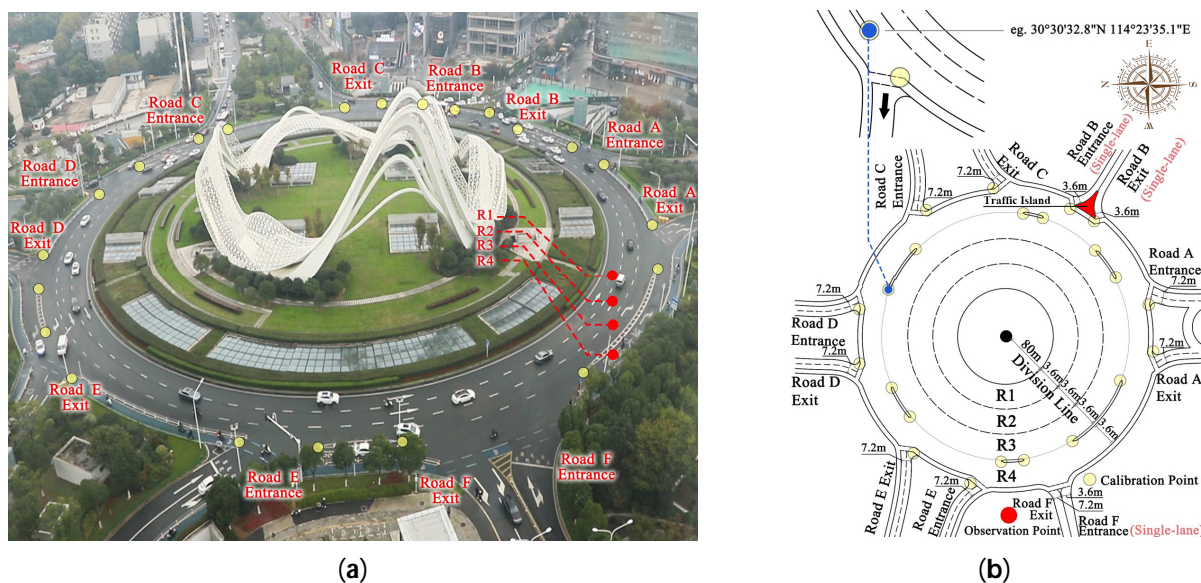 Road C
Exit
Road B
Entrance
Road B
Exit
Road C
Entrance
Road A
Entrance
Road D
Entrance
Road A
Exit
Road D
Exit
R1
R2
R3
R4
Road E
Exit
Road E
Entrance
Road F
Exit
Road F
Entrance
(a)
eg. 30°30'32.8"N 114°23'35.1"E
E
N
S
W
Road B
Entrance
(Single-lane)
Road B
Exit
(Single-lane)
Road C
Exit
Road C
Entrance
7.2m
7.2m
3.6m
Traffic Island
3.6m
Road A
Entrance
7.2m
7.2m
Road D
Entrance
7.2m
Road D
Exit
7.2m
Road A
Exit
80m
3.6m
3.6m
3.6m
3.6m
Division Line
R1
R2
R3
R4
7.2m
Road E Exit
7.2m
Road E
Entrance
Calibration Point
3.6m
7.2m
Road F
Exit
Road F
Entrance
(Single-lane)
Observation Point
(b)